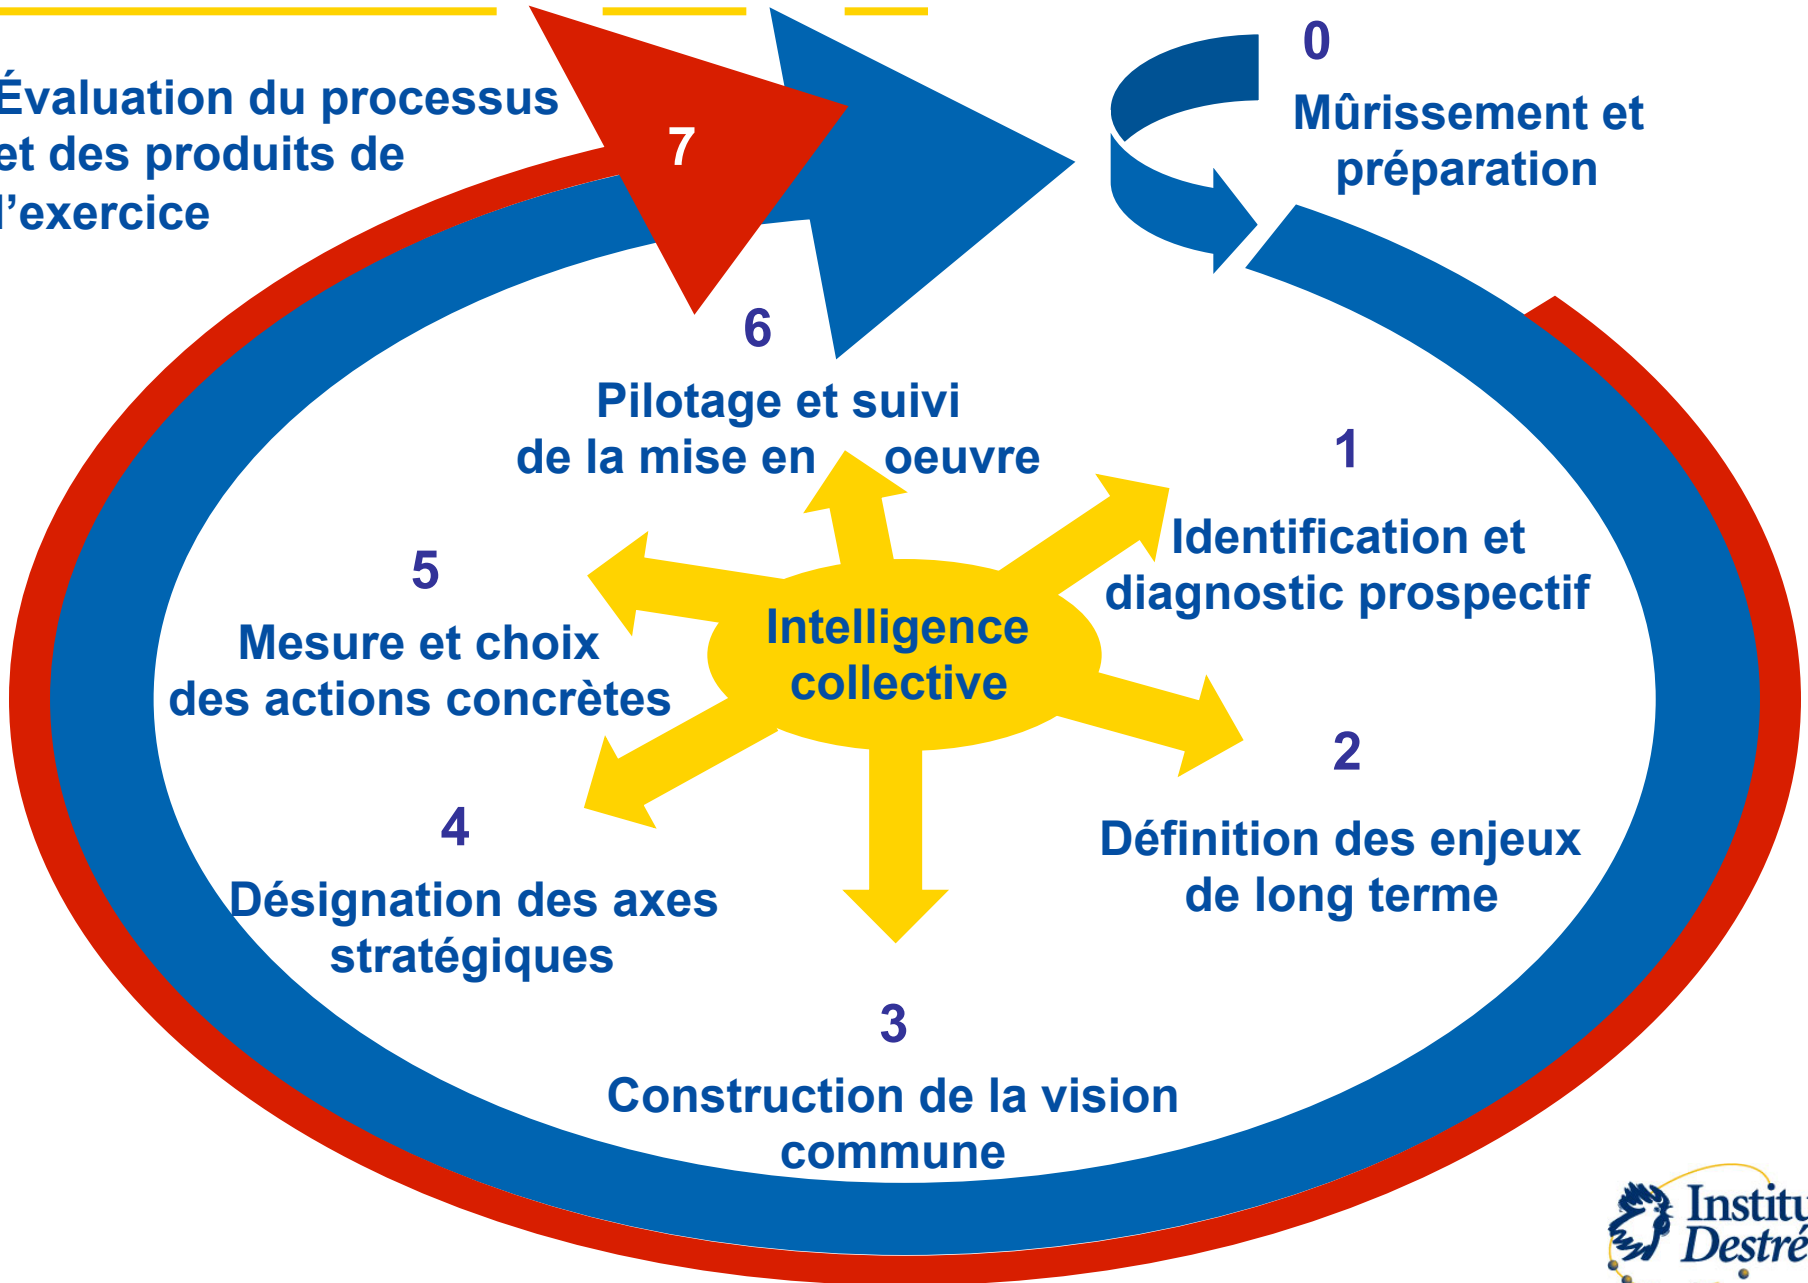 0
Mûrissement et
préparation
Évaluation du processus
et des produits de
l’exercice
7
6
Pilotage et suivi
de la mise en oeuvre
1
Identification et
diagnostic prospectif
5
Mesure et choix
des actions concrètes
Intelligence
collective
2
Définition des enjeux
de long terme
4
Désignation des axes
stratégiques
3
Construction de la vision
commune
Institu
Destré